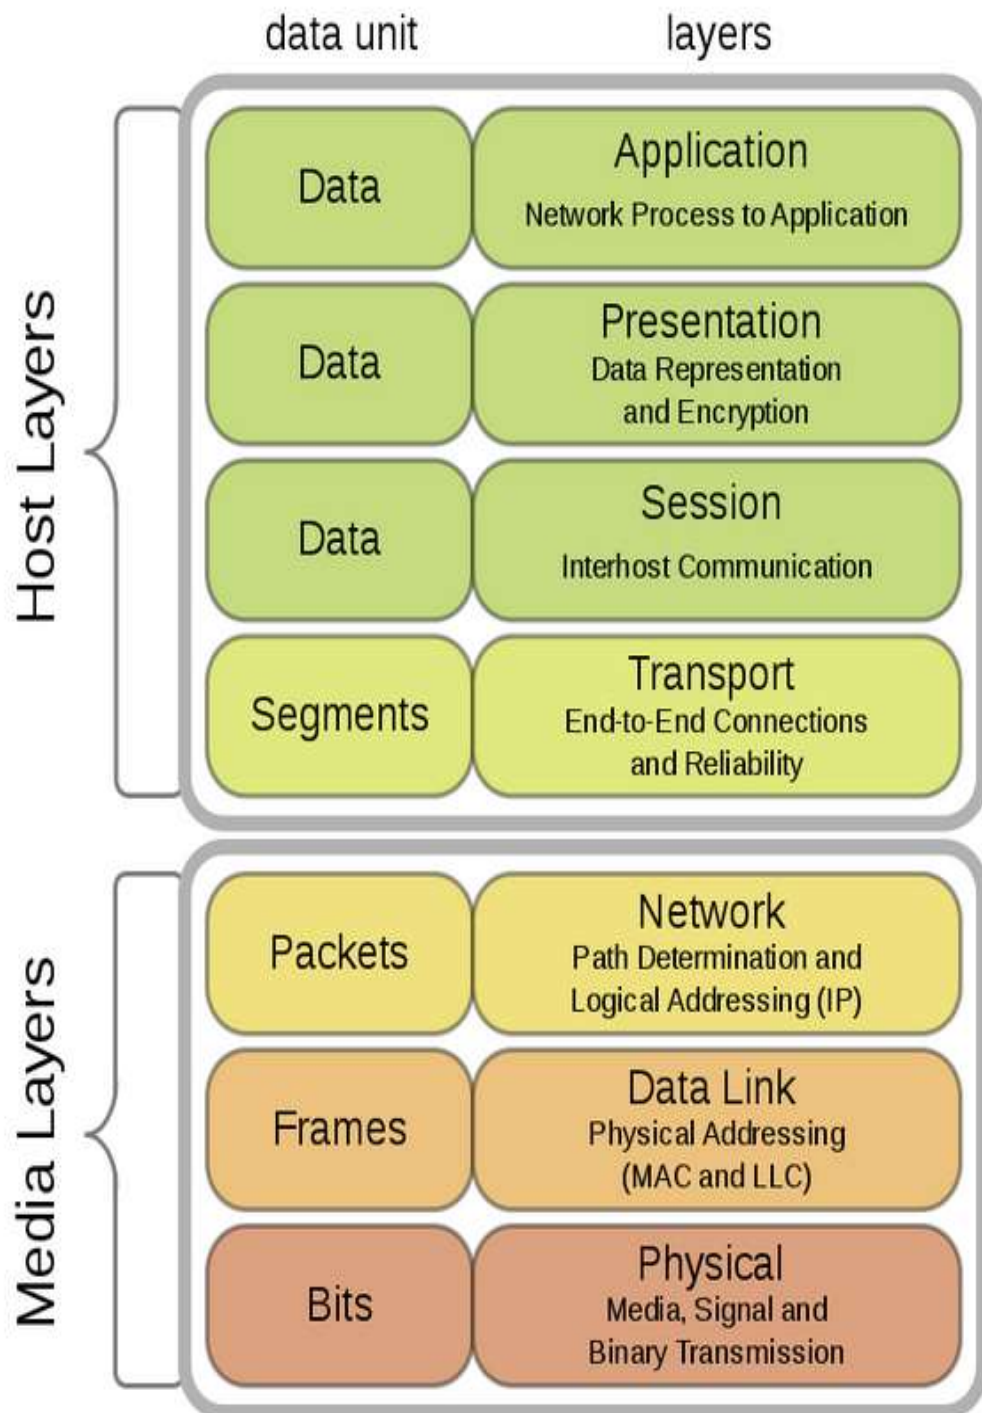 data unit layers
Host Layers
Data
Application
Network Process to Application
Data
Presentation
Data Representation
and Encryption
Data
Session
Interhost Communication
Segments
Transport
End-to-End Connections
and Reliability
Media Layers
Packets
Network
Path Determination and
Logical Addressing (IP)
Frames
Data Link
Physical Addressing
(MAC and LLC)
Bits
Physical
Media, Signal and
Binary Transmission